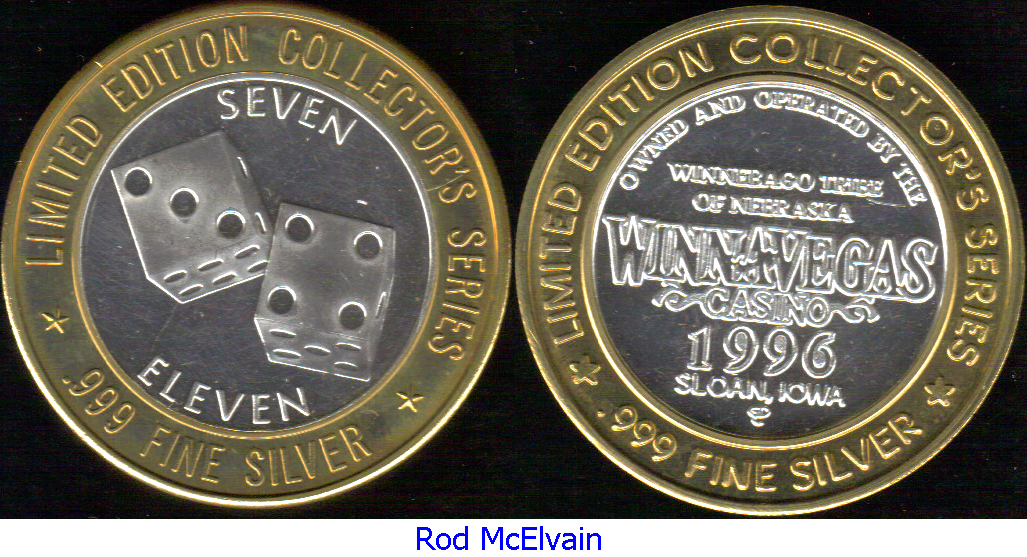 LIMITED EDITION COLLECTOR'S SERIES
SEVEN
ELEVEN
.999 FINE SILVER
LIMITED EDITION COLLECTOR'S SERIES
OWNED AND OPERATED BY THE
WINNEBAGO TRIBE
OF NEBRASKA
WINNAVEGAS
CASINO
1996
SLOAN, IOWA
.999 FINE SILVER
Rod McElvain